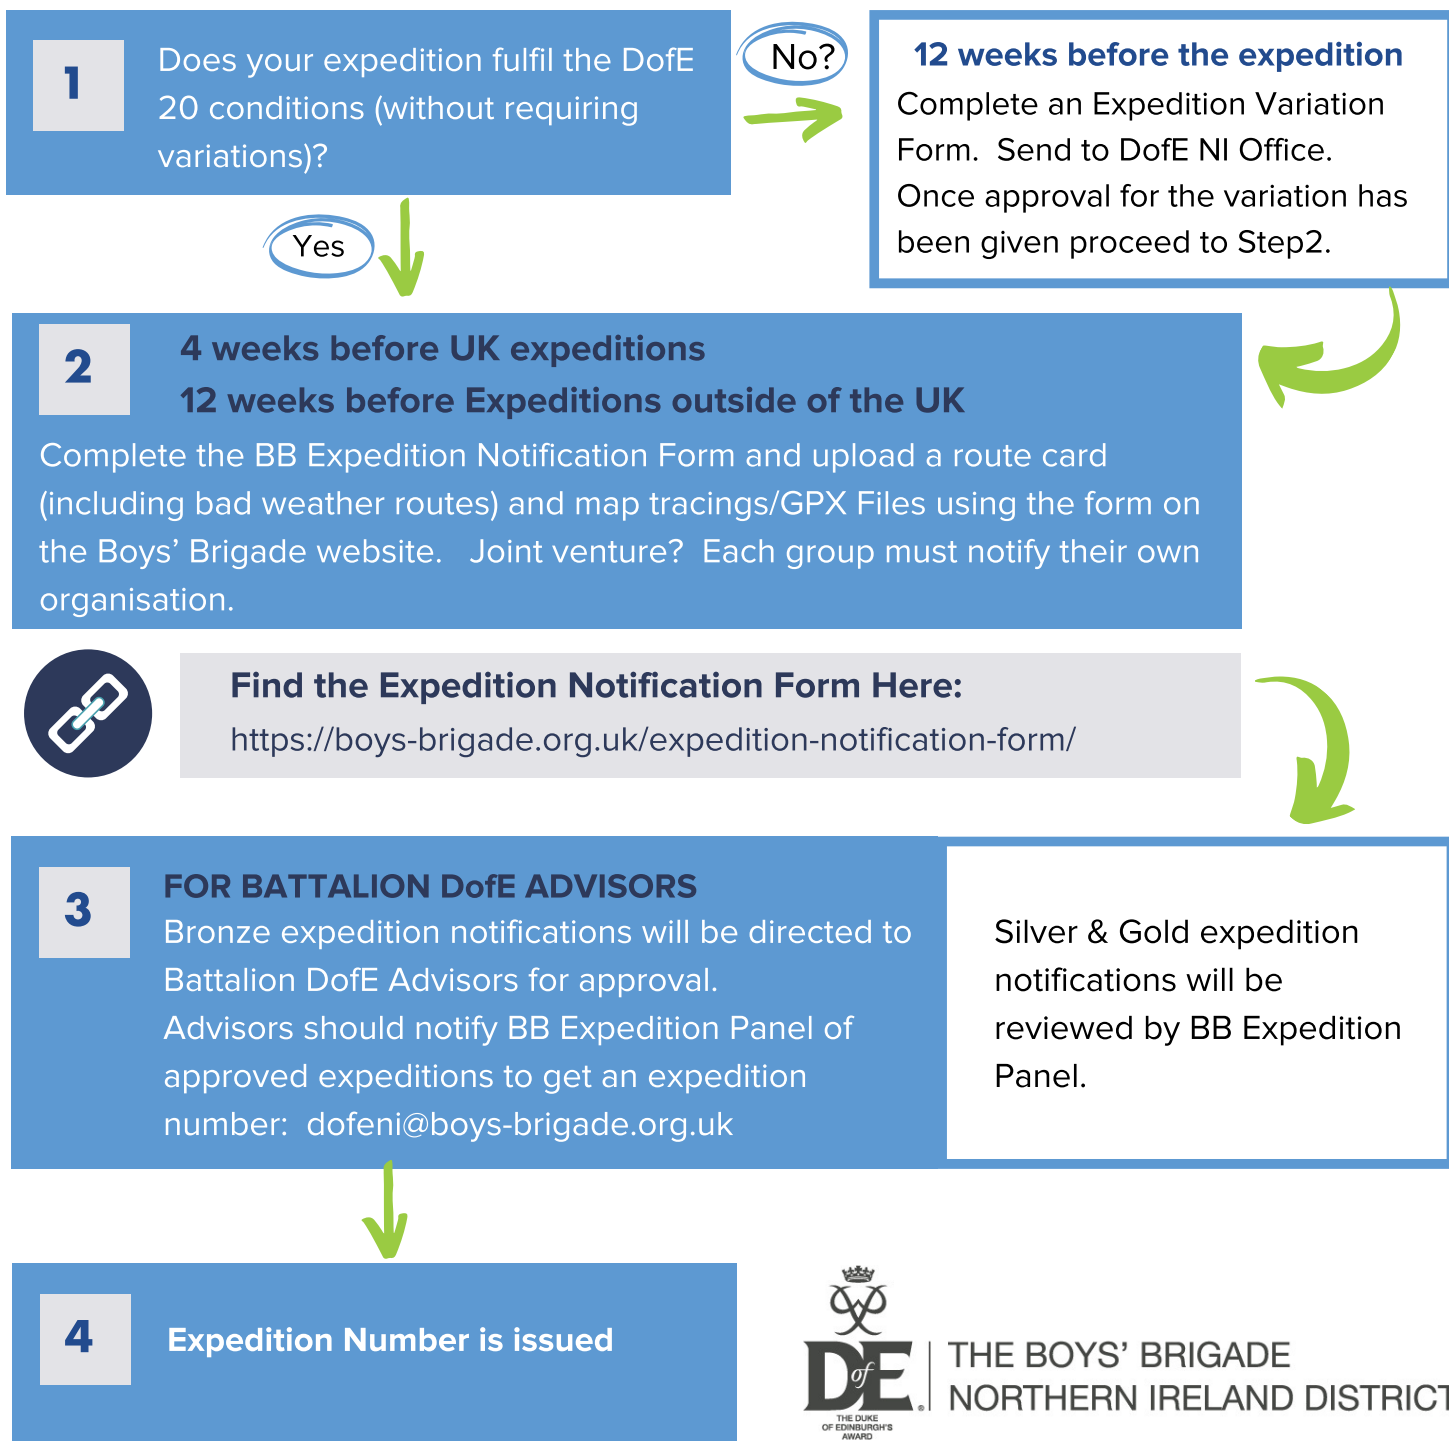 1
Does your expedition fulfil the DofE
20 conditions (without requiring
variations)?
No?
12 weeks before the expedition
Complete an Expedition Variation
Form.  Send to DofE NI Office.
Once approval for the variation has
been given proceed to Step2.
Yes
2
4 weeks before UK expeditions
12 weeks before Expeditions outside of the UK
Complete the BB Expedition Notification Form and upload a route card
(including bad weather routes) and map tracings/GPX Files using the form on
the Boys’ Brigade website.   Joint venture?  Each group must notify their own
organisation.
Find the Expedition Notification Form Here:
https://boys-brigade.org.uk/expedition-notification-form/
3
FOR BATTALION DofE ADVISORS
Bronze expedition notifications will be directed to
Battalion DofE Advisors for approval.
Advisors should notify BB Expedition Panel of
approved expeditions to get an expedition
number:  dofeni@boys-brigade.org.uk
Silver & Gold expedition
notifications will be
reviewed by BB Expedition
Panel.
4
Expedition Number is issued
DofE
THE DUKE
OF EDINBURGH'S
AWARD
THE BOYS’ BRIGADE
NORTHERN IRELAND DISTRICT